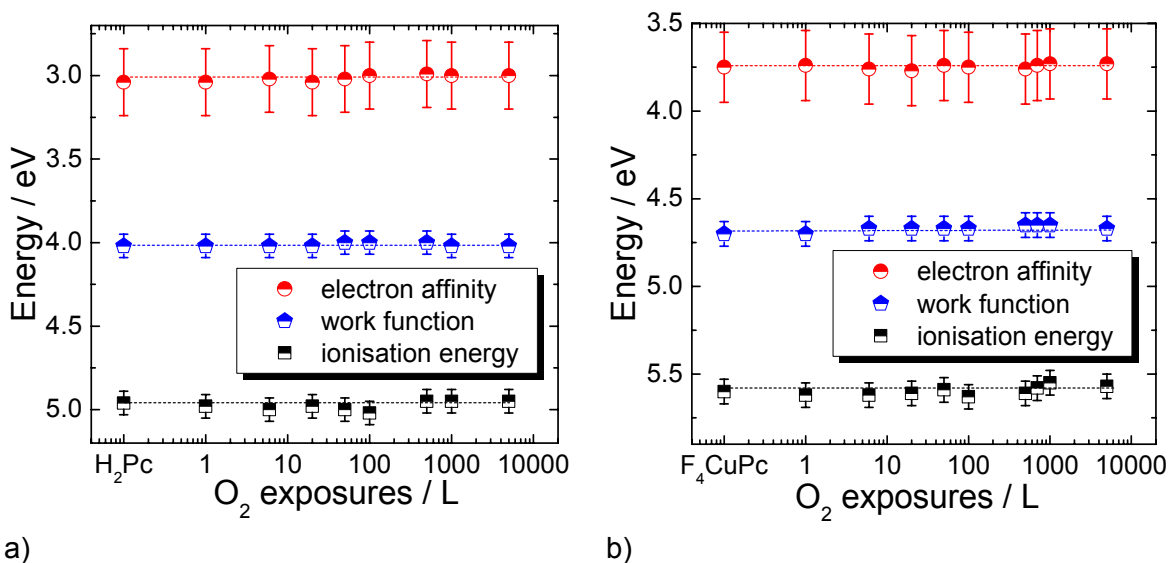 a)
Energy / eV
3.0
3.5
4.0
4.5
5.0
electron affinity
work function
ionisation energy
H₂Pc 1 10 100 1000 10000
O₂ exposures / L
b)
Energy / eV
3.5
4.0
4.5
5.0
5.5
electron affinity
work function
ionisation energy
F₄CuPc 1 10 100 1000 10000
O₂ exposures / L